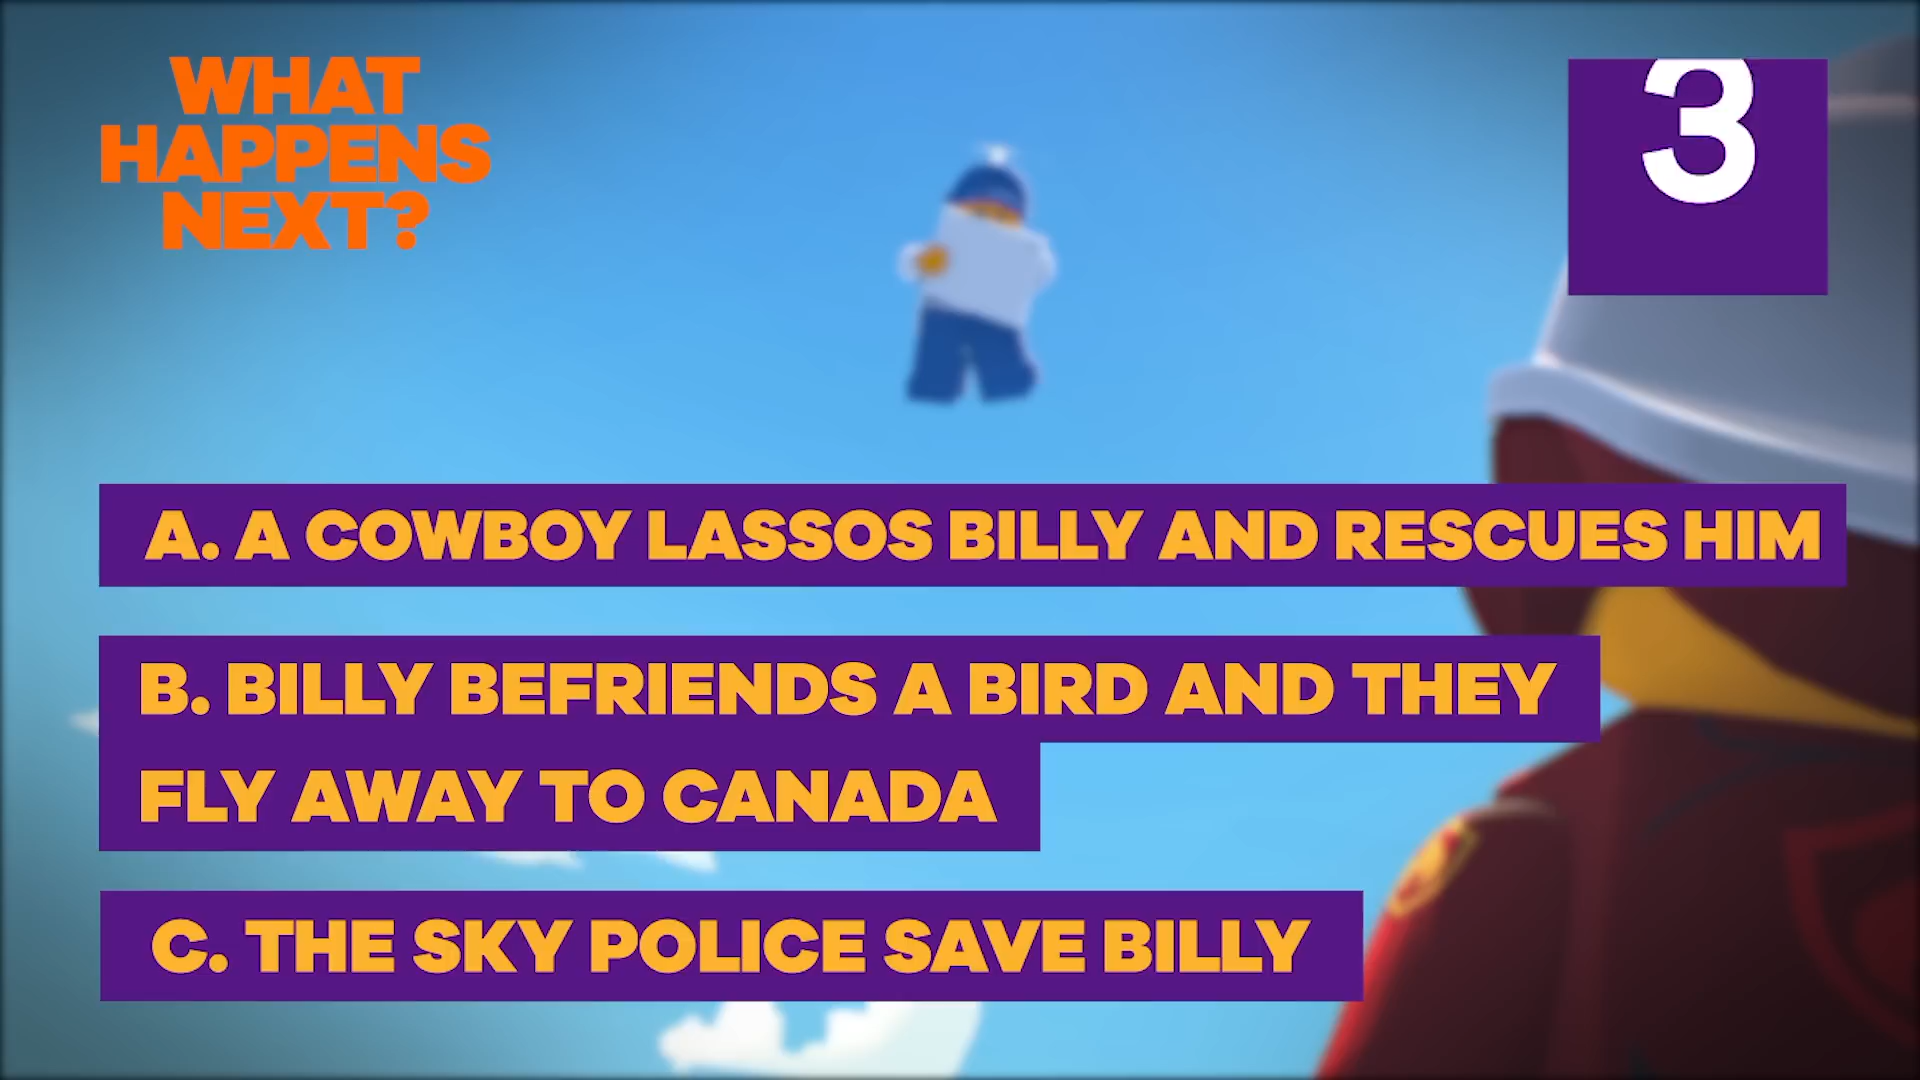 WHAT
HAPPENS
NEXT?
3
A. A COWBOY LASSOS BILLY AND RESCUES HIM
B. BILLY BEFRIENDS A BIRD AND THEY
FLY AWAY TO CANADA
C. THE SKY POLICE SAVE BILLY